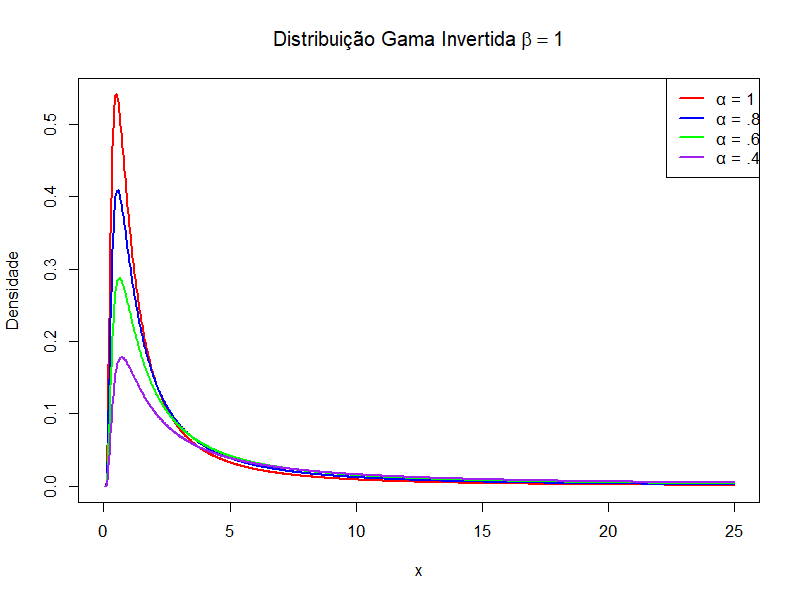 Distribuição Gama Invertida β = 1
α = 1
α = .8
α = .6
α = .4
Densidade
0.5
0.4
0.3
0.2
0.1
0.0
0 5 10 15 20 25
x